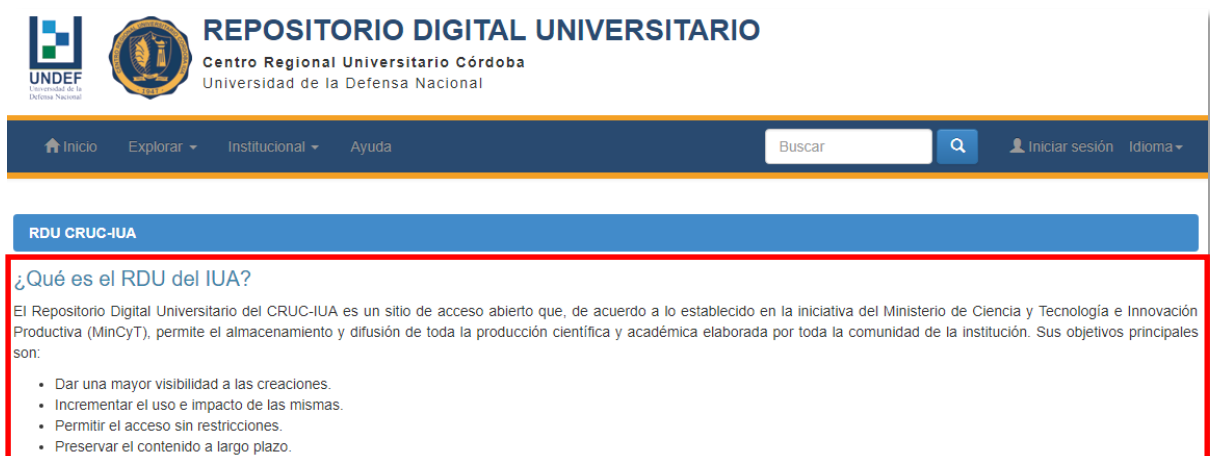 REPOSITORIO DIGITAL UNIVERSITARIO
Centro Regional Universitario Córdoba
Universidad de la Defensa Nacional
UNDEF
Universidad de la
Defensa Nacional
1947
Inicio Explorar Institucional Ayuda Buscar Iniciar sesión Idioma
RDU CRUC-IUA
¿Qué es el RDU del IUA?
El Repositorio Digital Universitario del CRUC-IUA es un sitio de acceso abierto que, de acuerdo a lo establecido en la iniciativa del Ministerio de Ciencia y Tecnología e Innovación
Productiva (MinCyT), permite el almacenamiento y difusión de toda la producción científica y académica elaborada por toda la comunidad de la institución. Sus objetivos principales
son:
• Dar una mayor visibilidad a las creaciones.
• Incrementar el uso e impacto de las mismas.
• Permitir el acceso sin restricciones.
• Preservar el contenido a largo plazo.